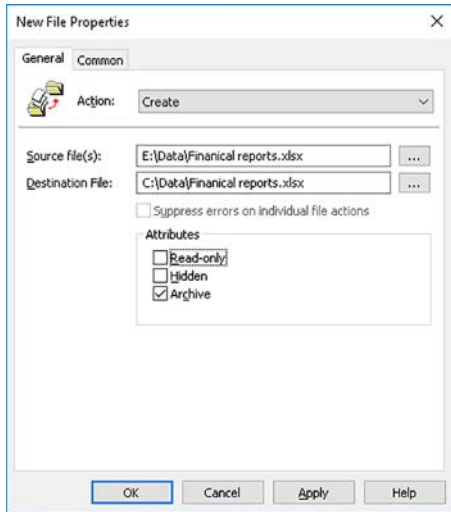 New File Properties
General Common
Action: Create
Source file(s): E:\Data\Finanical reports.xlsx ...
Destination File: C:\Data\Finanical reports.xlsx ...
Suppress errors on individual file actions
Attributes
Read-only
Hidden
Archive
OK Cancel Apply Help